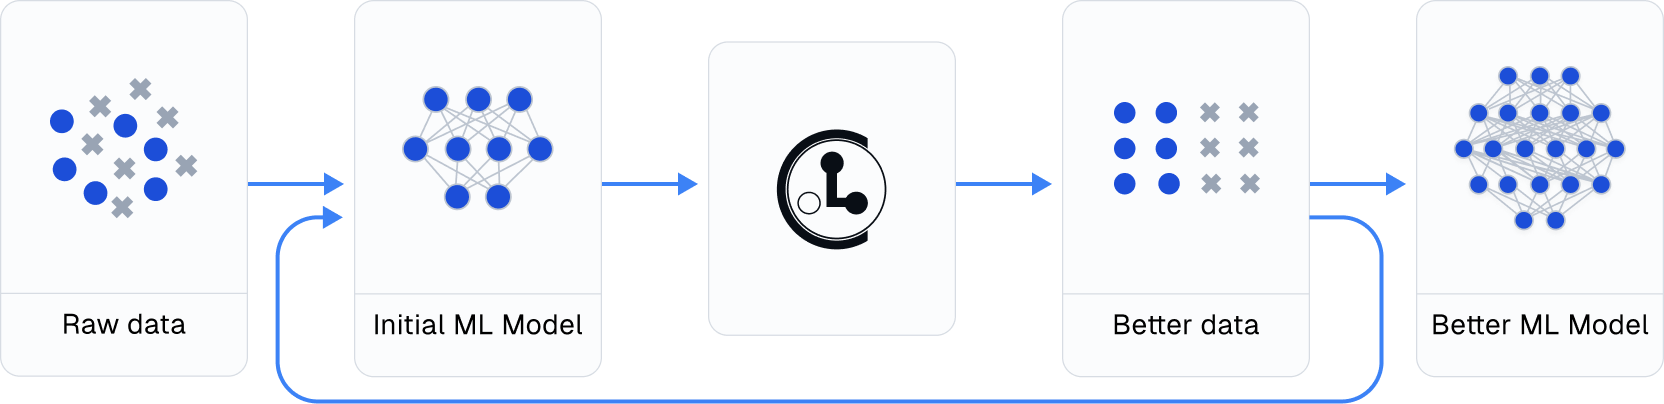 Raw data
Initial ML Model
Better data
Better ML Model